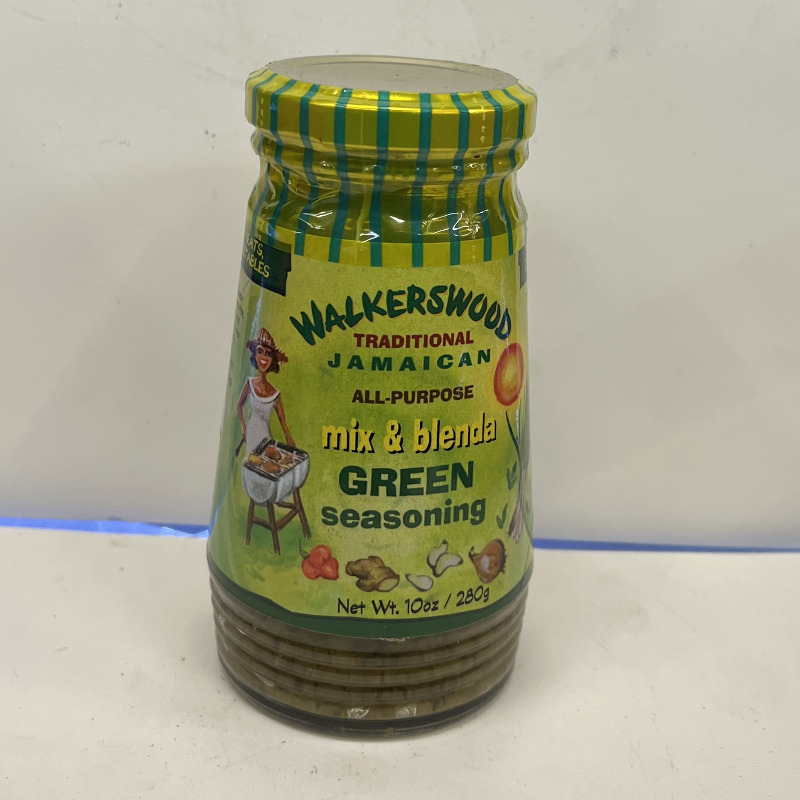 WALKERSWOOD
TRADITIONAL
JAMAICAN
ALL-PURPOSE
mix & blenda
GREEN
seasoning
Net Wt. 10oz / 280g